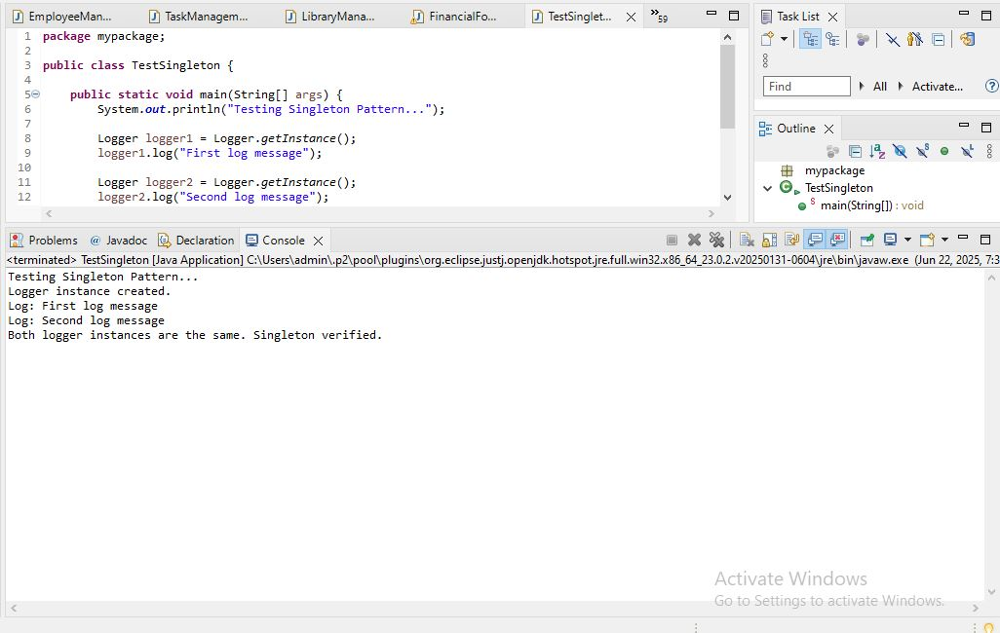 EmployeeMan...
TaskManagem...
LibraryMana...
FinancialFo...
TestSinglet...
»59
1 package mypackage;
2
3 public class TestSingleton {
4
5 public static void main(String[] args) {
6 System.out.println("Testing Singleton Pattern...");
7
8 Logger logger1 = Logger.getInstance();
9 logger1.log("First log message");
10
11 Logger logger2 = Logger.getInstance();
12 logger2.log("Second log message");
Task List
Find
All
Activate...
Outline
mypackage
TestSingleton
main(String[]) : void
Problems
@ Javadoc
Declaration
Console
<terminated> TestSingleton [Java Application] C:\Users\admin\.p2\pool\plugins\org.eclipse.justj.openjdk.hotspot.jre.full.win32.x86_64_23.0.2.v20250131-0604\jre\bin\javaw.exe (Jun 22, 2025, 7:3
Testing Singleton Pattern...
Logger instance created.
Log: First log message
Log: Second log message
Both logger instances are the same. Singleton verified.
Activate Windows
Go to Settings to activate Windows.